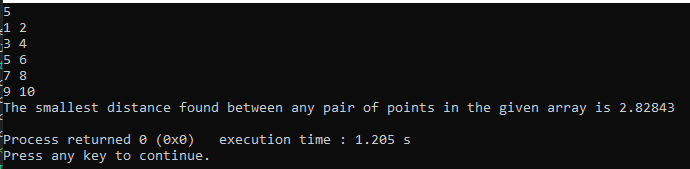 5
1 2
3 4
5 6
7 8
9 10
The smallest distance found between any pair of points in the given array is 2.82843
Process returned 0 (0x0)   execution time : 1.205 s
Press any key to continue.